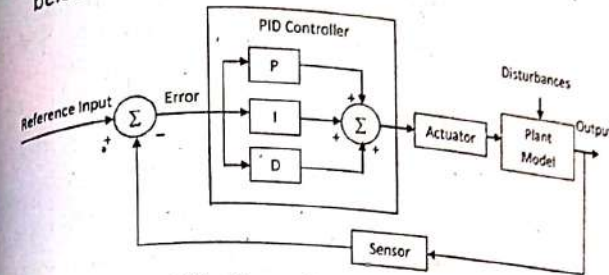 PID Controller
P
Disturbances
Reference Input
Error
+
Σ
I
+
+
Σ
+
−
Actuator
Plant
Model
Output
D
Sensor